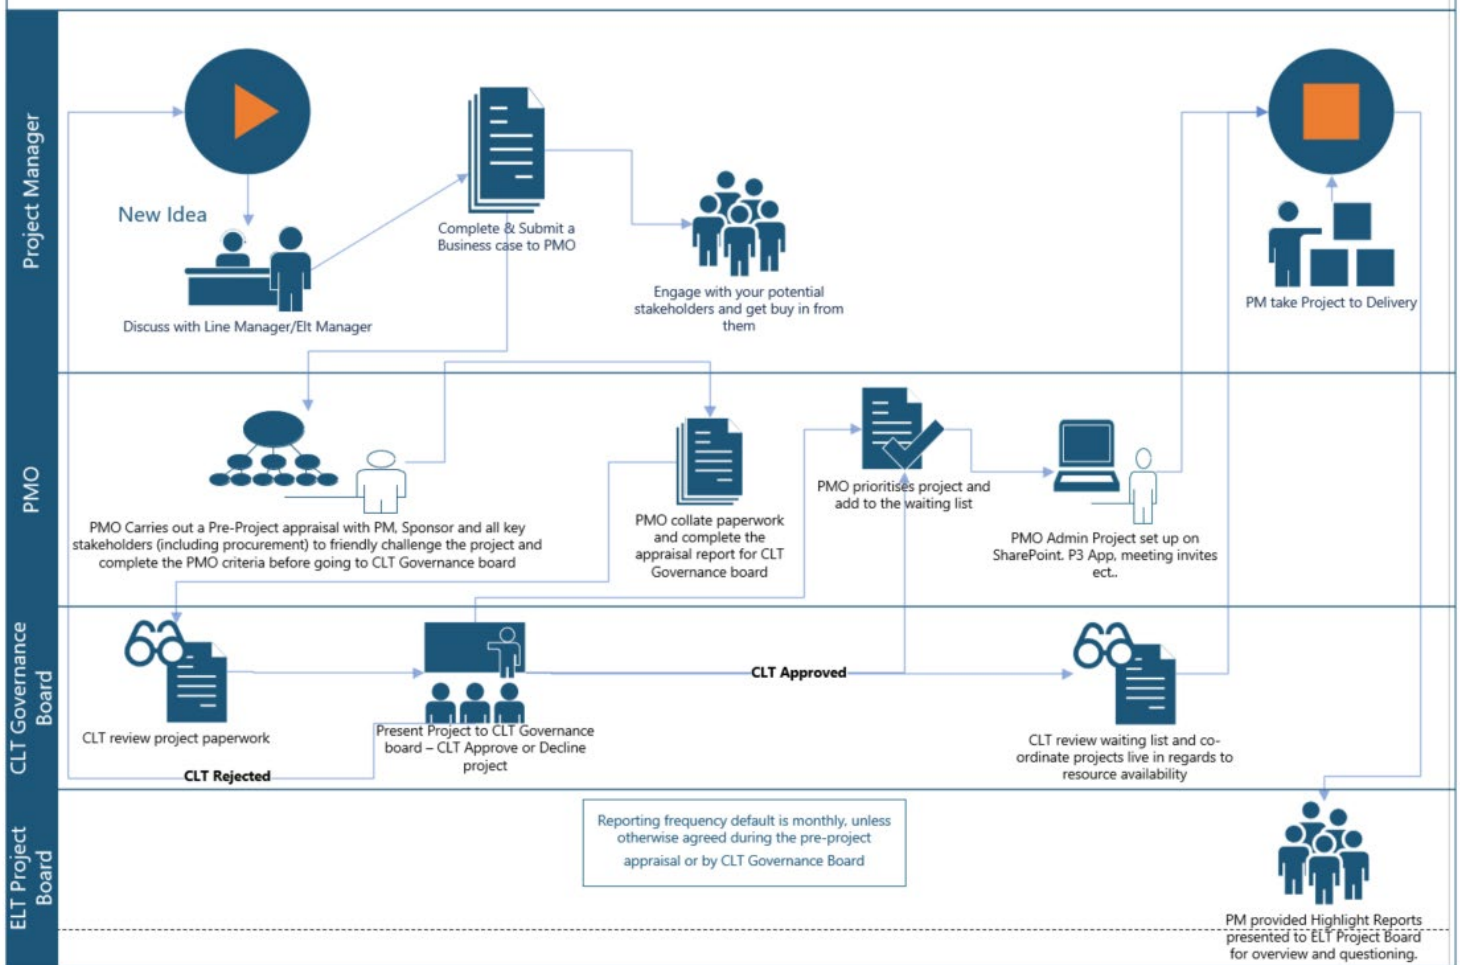 Project Manager
New Idea
Discuss with Line Manager/Elt Manager
Complete & Submit a
Business case to PMO
Engage with your potential
stakeholders and get buy in from
them
PM take Project to Delivery
PMO
PMO Carries out a Pre-Project appraisal with PM, Sponsor and all key
stakeholders (including procurement) to friendly challenge the project and
complete the PMO criteria before going to CLT Governance board
PMO collate paperwork
and complete the
appraisal report for CLT
Governance board
PMO prioritises project and
add to the waiting list
PMO Admin Project set up on
SharePoint. P3 App, meeting invites
ect..
CLT Governance
Board
CLT review project paperwork
CLT Rejected
Present Project to CLT Governance
board – CLT Approve or Decline
project
CLT Approved
CLT review waiting list and co-
ordinate projects live in regards to
resource availability
ELT Project
Board
Reporting frequency default is monthly, unless
otherwise agreed during the pre-project
appraisal or by CLT Governance Board
PM provided Highlight Reports
presented to ELT Project Board
for overview and questioning.